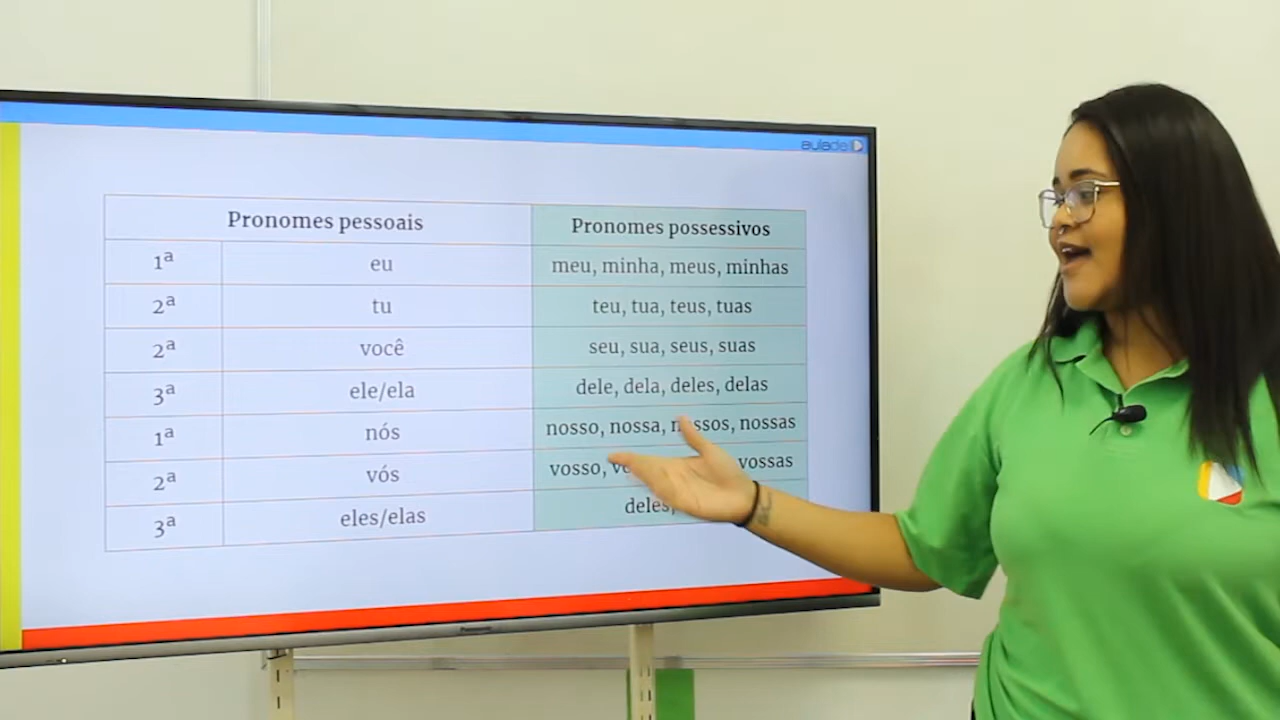 auladeD
Pronomes pessoais Pronomes possessivos
1ª eu meu, minha, meus, minhas
2ª tu teu, tua, teus, tuas
2ª você seu, sua, seus, suas
3ª ele/ela dele, dela, deles, delas
1ª nós nosso, nossa, nossos, nossas
2ª vós vosso, vossas
3ª eles/elas deles,
Panasonic